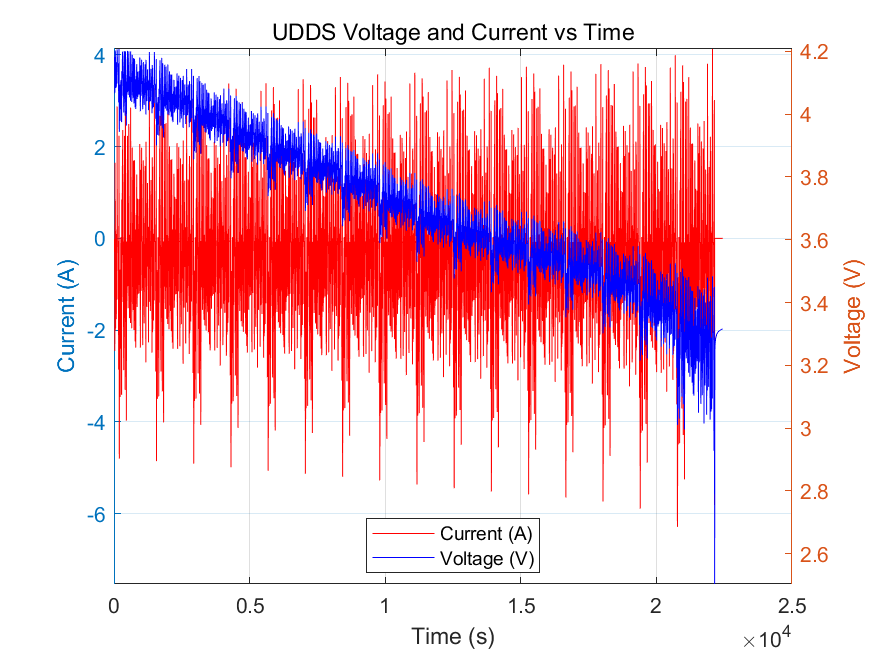 UDDS Voltage and Current vs Time
4
2
0
-2
-4
-6
Current (A)
4.2
4
3.8
3.6
3.4
3.2
3
2.8
2.6
Voltage (V)
Current (A)
Voltage (V)
0 0.5 1 1.5 2 2.5
Time (s)
×10⁴